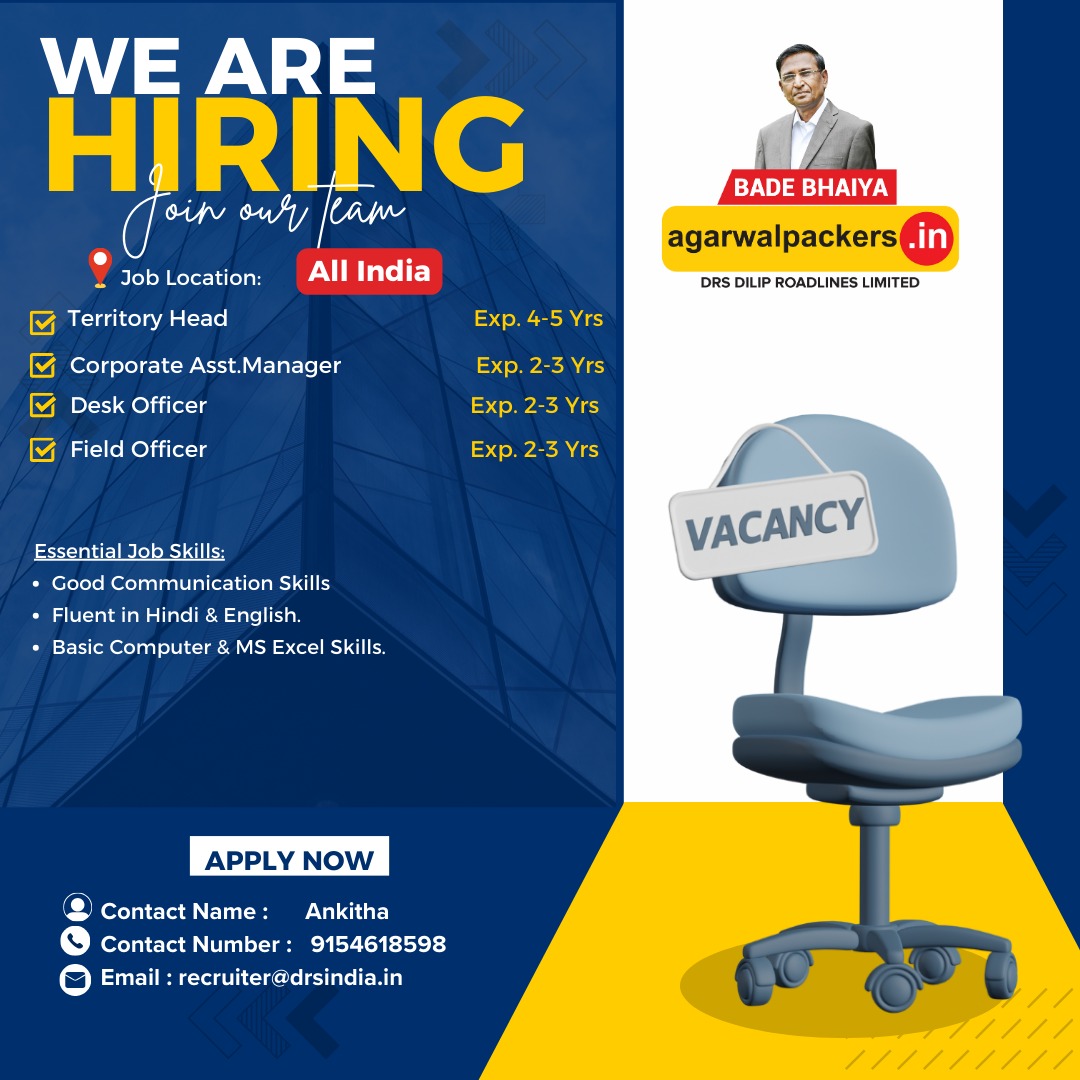 WE ARE
HIRING
Join our team
Job Location: All India
Territory Head Exp. 4-5 Yrs
Corporate Asst.Manager Exp. 2-3 Yrs
Desk Officer Exp. 2-3 Yrs
Field Officer Exp. 2-3 Yrs
Essential Job Skills:
• Good Communication Skills
• Fluent in Hindi & English.
• Basic Computer & MS Excel Skills.
APPLY NOW
Contact Name : Ankitha
Contact Number : 9154618598
Email : recruiter@drsindia.in
BADE BHAIYA
agarwalpackers.in
DRS DILIP ROADLINES LIMITED
VACANCY